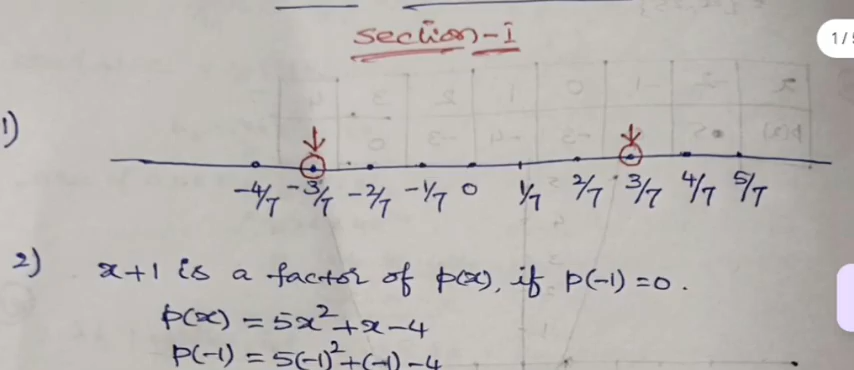 Section-I
1/5
1)
-4/7 -3/7 -2/7 -1/7 0 1/7 2/7 3/7 4/7 5/7
2) x+1 is a factor of p(x), if p(-1)=0.
p(x) = 5x²+x-4
p(-1) = 5(-1)²+(-1)-4